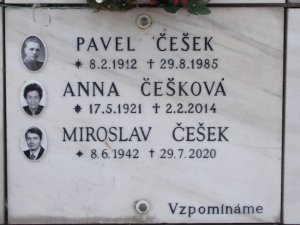 PAVEL ČEŠEK
* 8.2.1912 † 29.8.1985
ANNA ČEŠKOVÁ
* 17.5.1921 † 2.2.2014
MIROSLAV ČEŠEK
* 8.6.1942 † 29.7.2020
Vzpomínáme